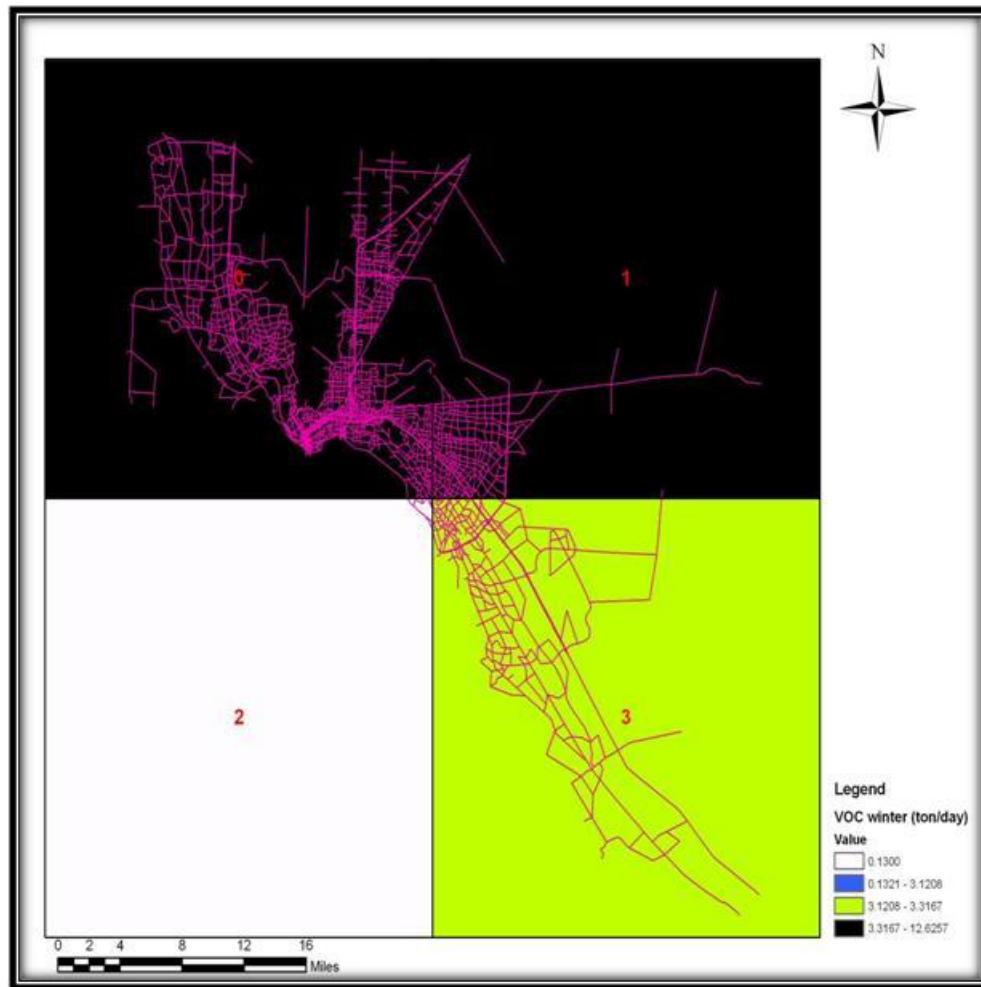 N
0
1
2
3
Legend
VOC winter (ton/day)
Value
0.1300
0.1321 - 3.1208
3.1208 - 3.3167
3.3167 - 12.6257
0 2 4 8 12 16
Miles